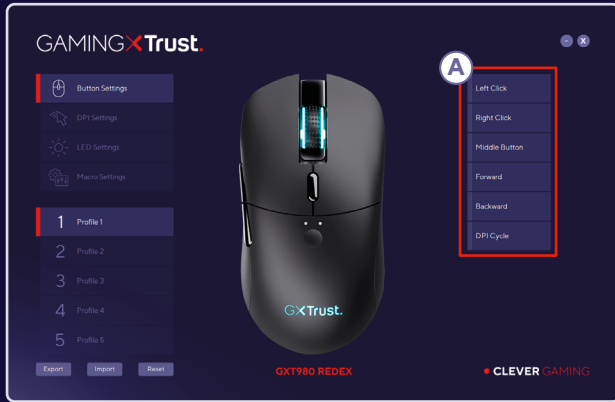 GAMING X Trust.
- X
A
Button Settings
DPI Settings
LED Settings
Macro Settings
1 Profile 1
2 Profile 2
3 Profile 3
4 Profile 4
5 Profile 5
Export Import Reset
GXTrust.
GXT980 REDEX
Left Click
Right Click
Middle Button
Forward
Backward
DPI Cycle
CLEVER GAMING